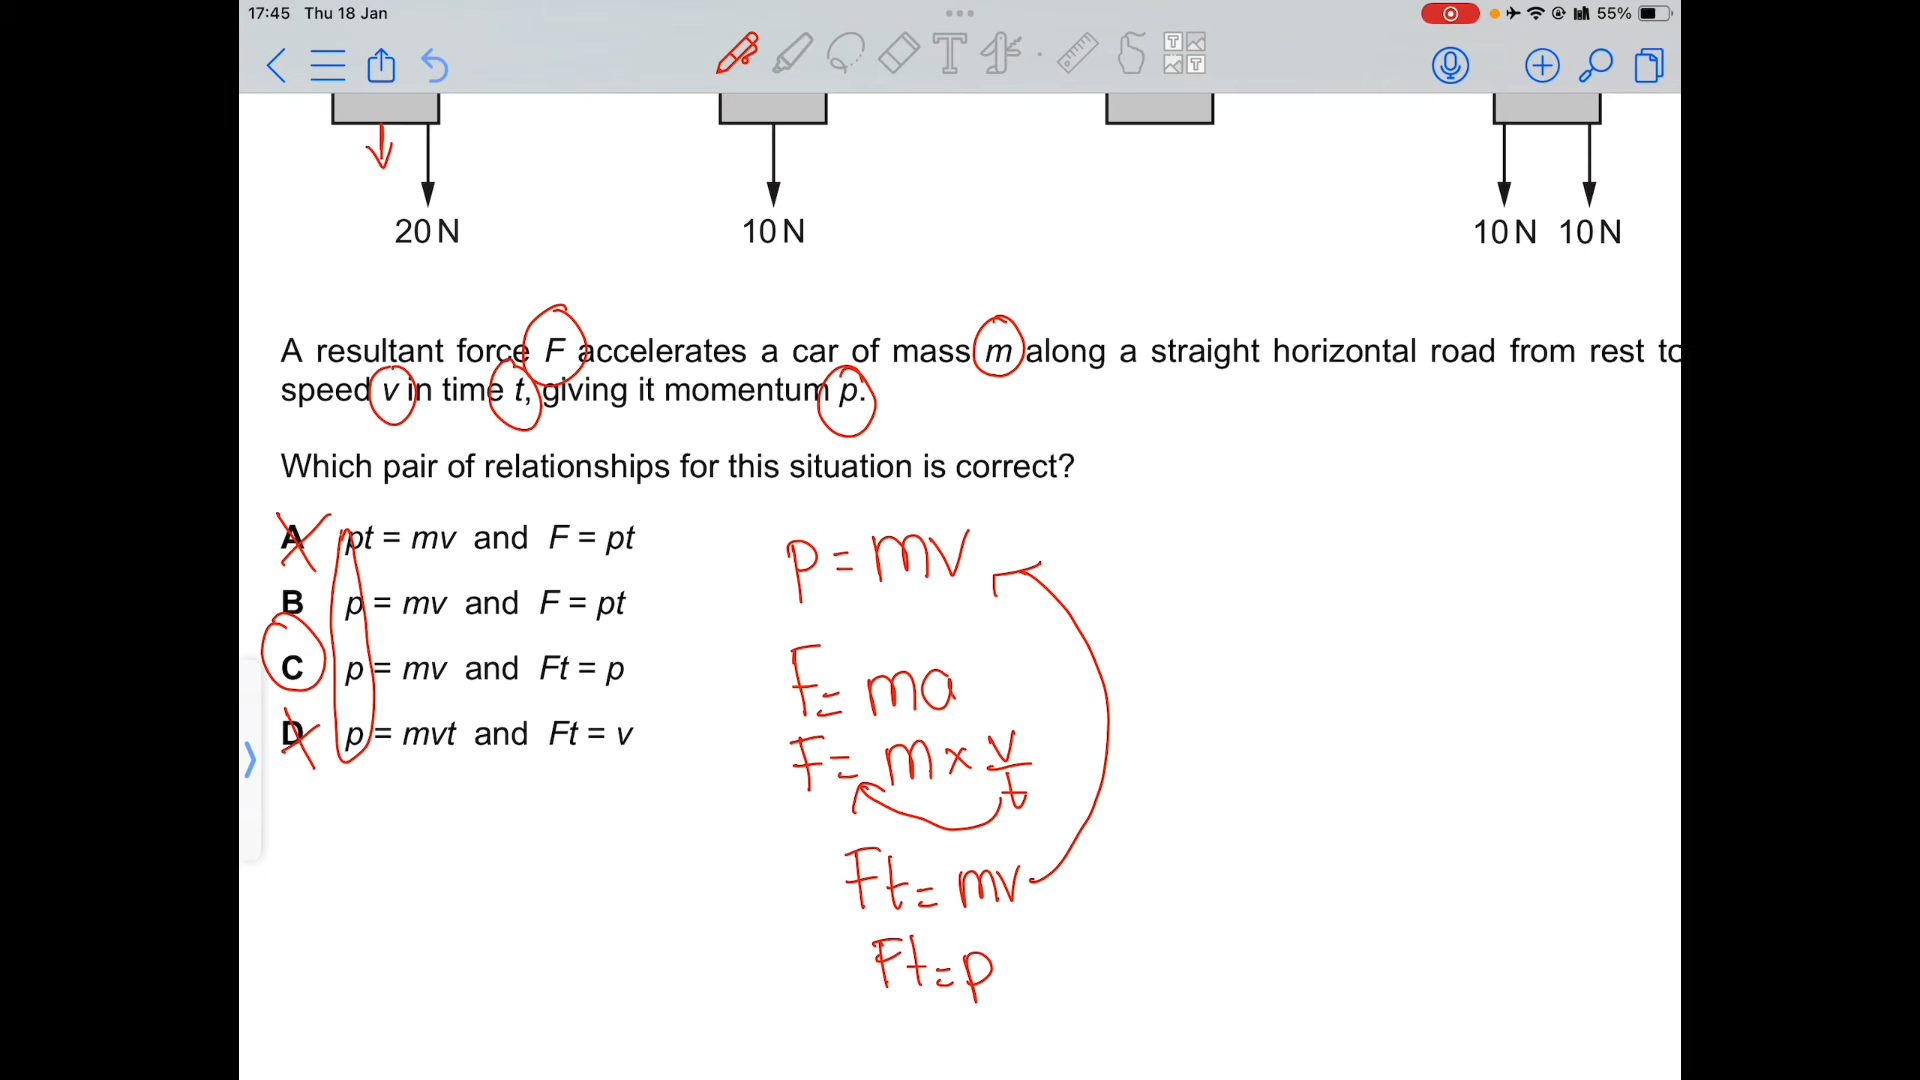 17:45 Thu 18 Jan 55%
20 N 10 N 10 N 10 N
A resultant force F accelerates a car of mass m along a straight horizontal road from rest to
speed v in time t, giving it momentum p.
Which pair of relationships for this situation is correct?
A pt = mv and F = pt
B p = mv and F = pt
C p = mv and Ft = p
D p = mvt and Ft = v
p = mv
F = ma
F = m × v/t
Ft = mv
Ft = p